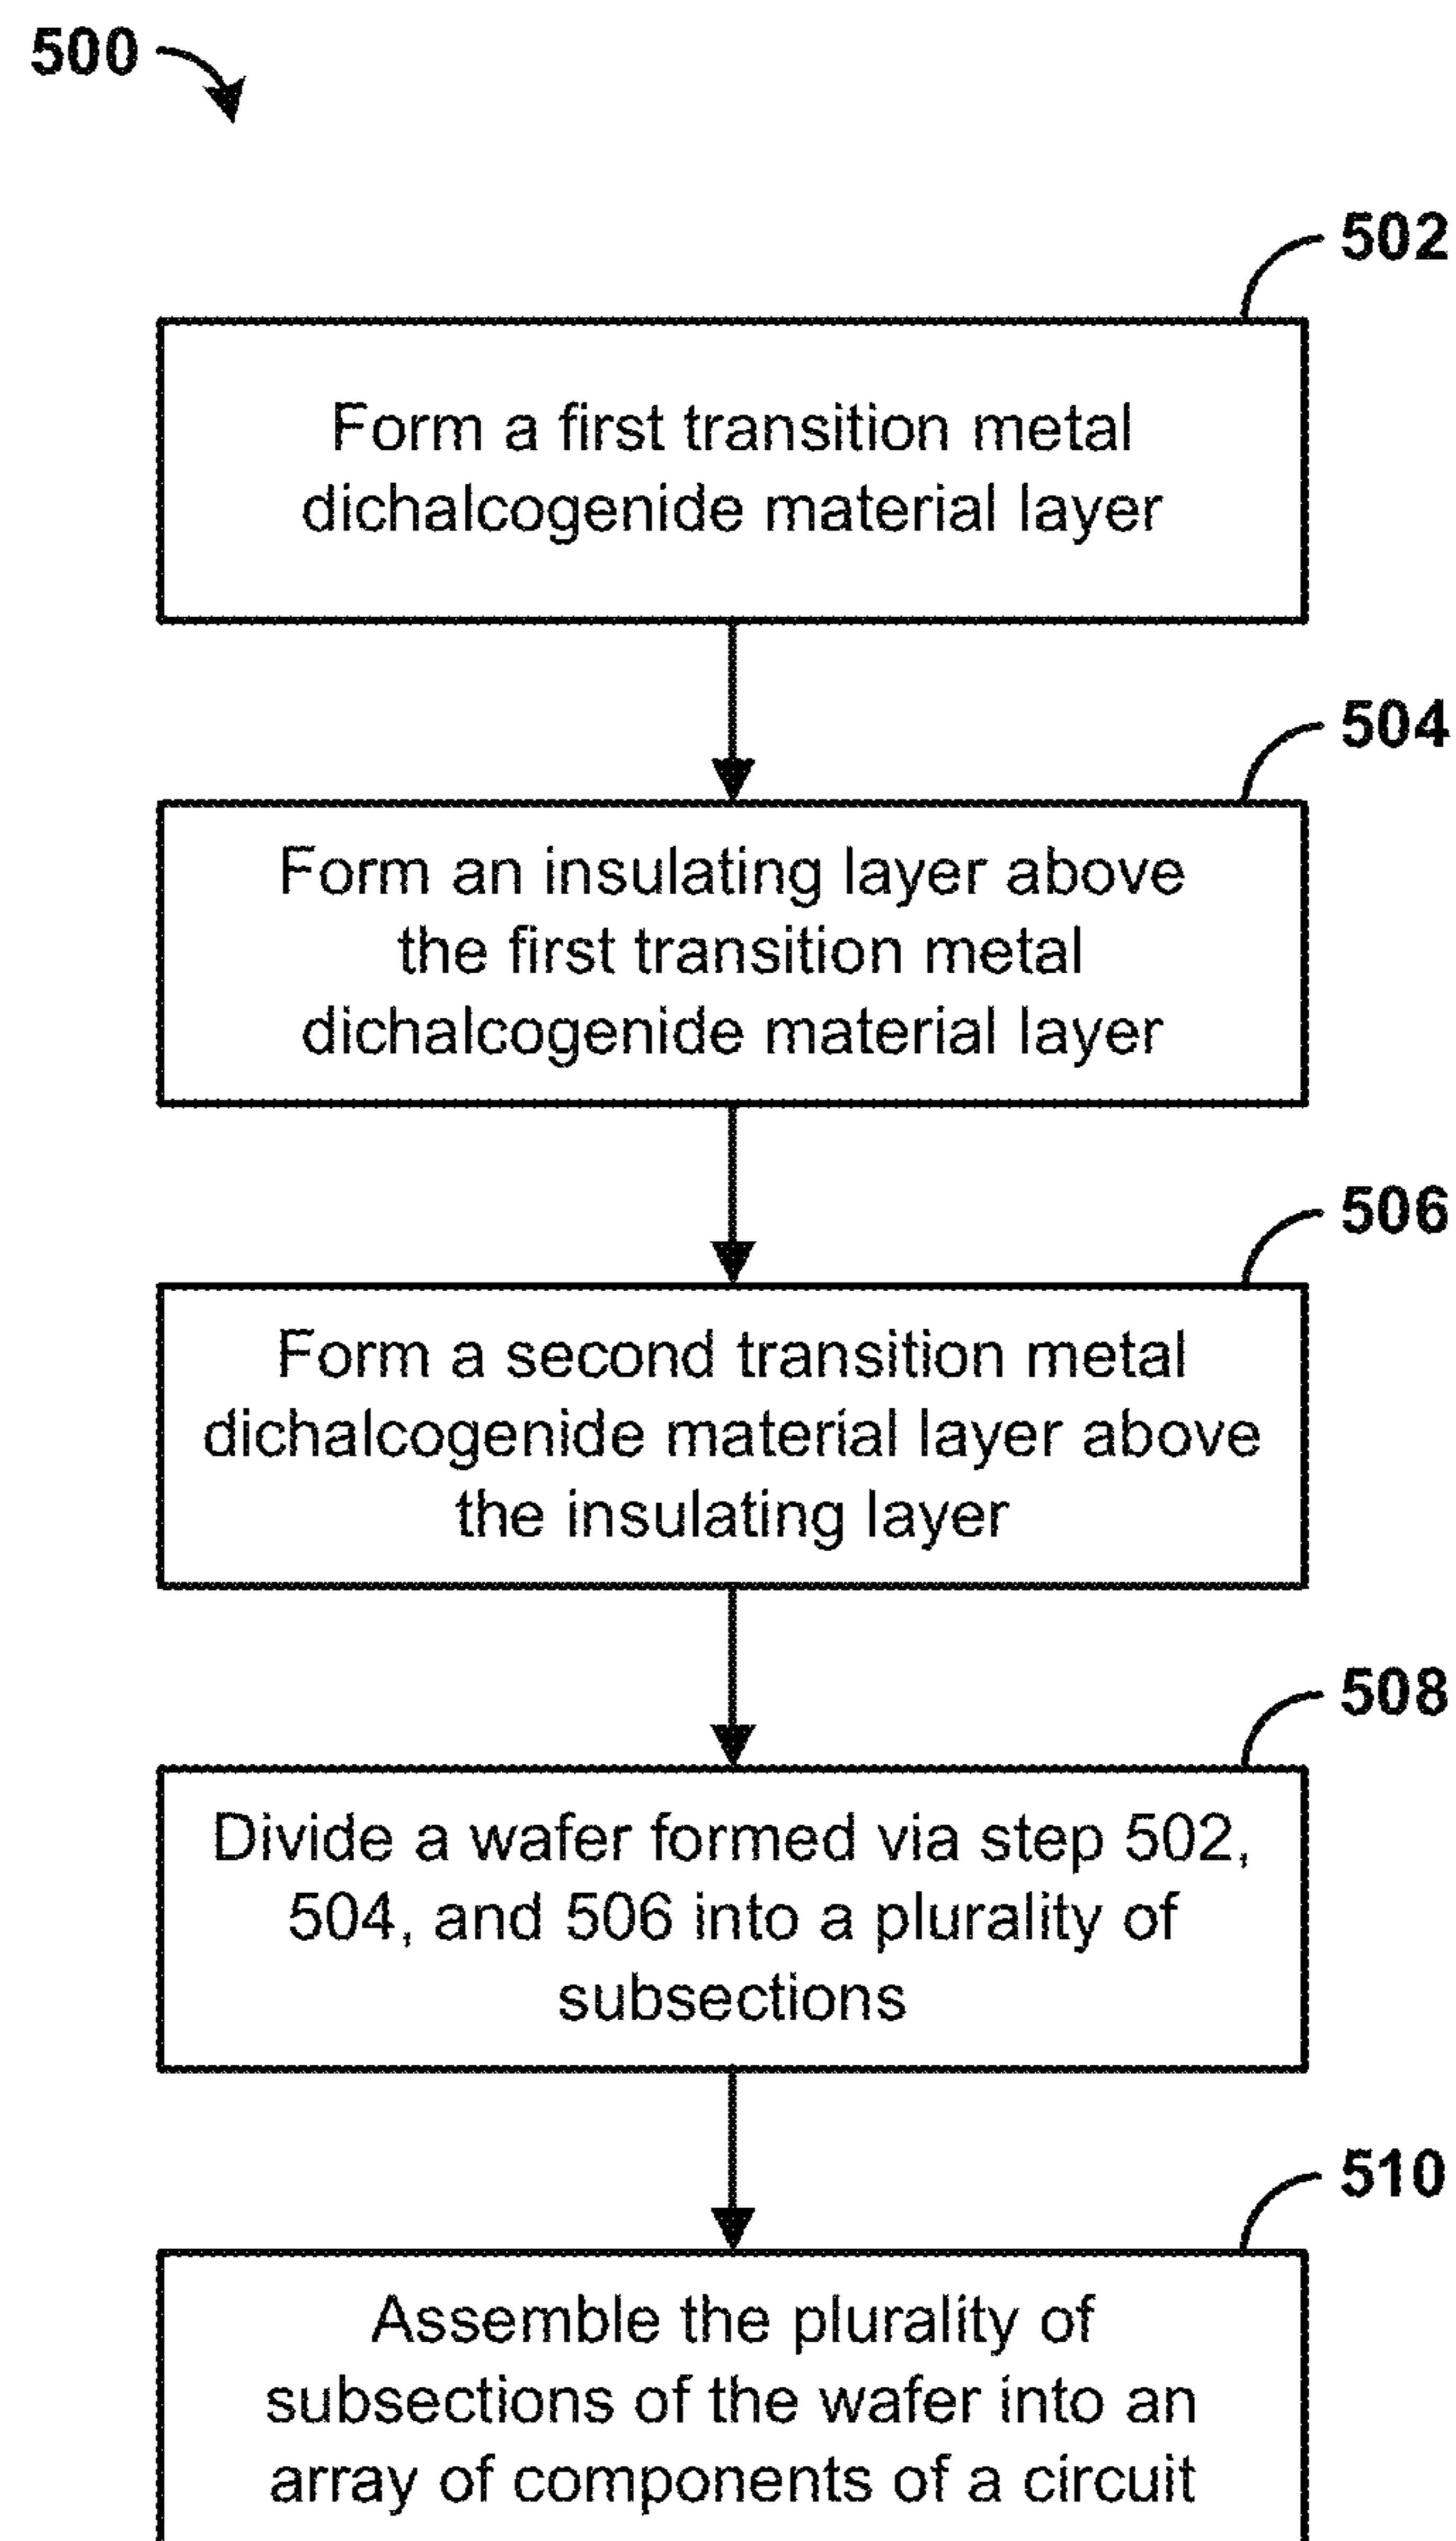 500
502
Form a first transition metal
dichalcogenide material layer
504
Form an insulating layer above
the first transition metal
dichalcogenide material layer
506
Form a second transition metal
dichalcogenide material layer above
the insulating layer
508
Divide a wafer formed via step 502,
504, and 506 into a plurality of
subsections
510
Assemble the plurality of
subsections of the wafer into an
array of components of a circuit